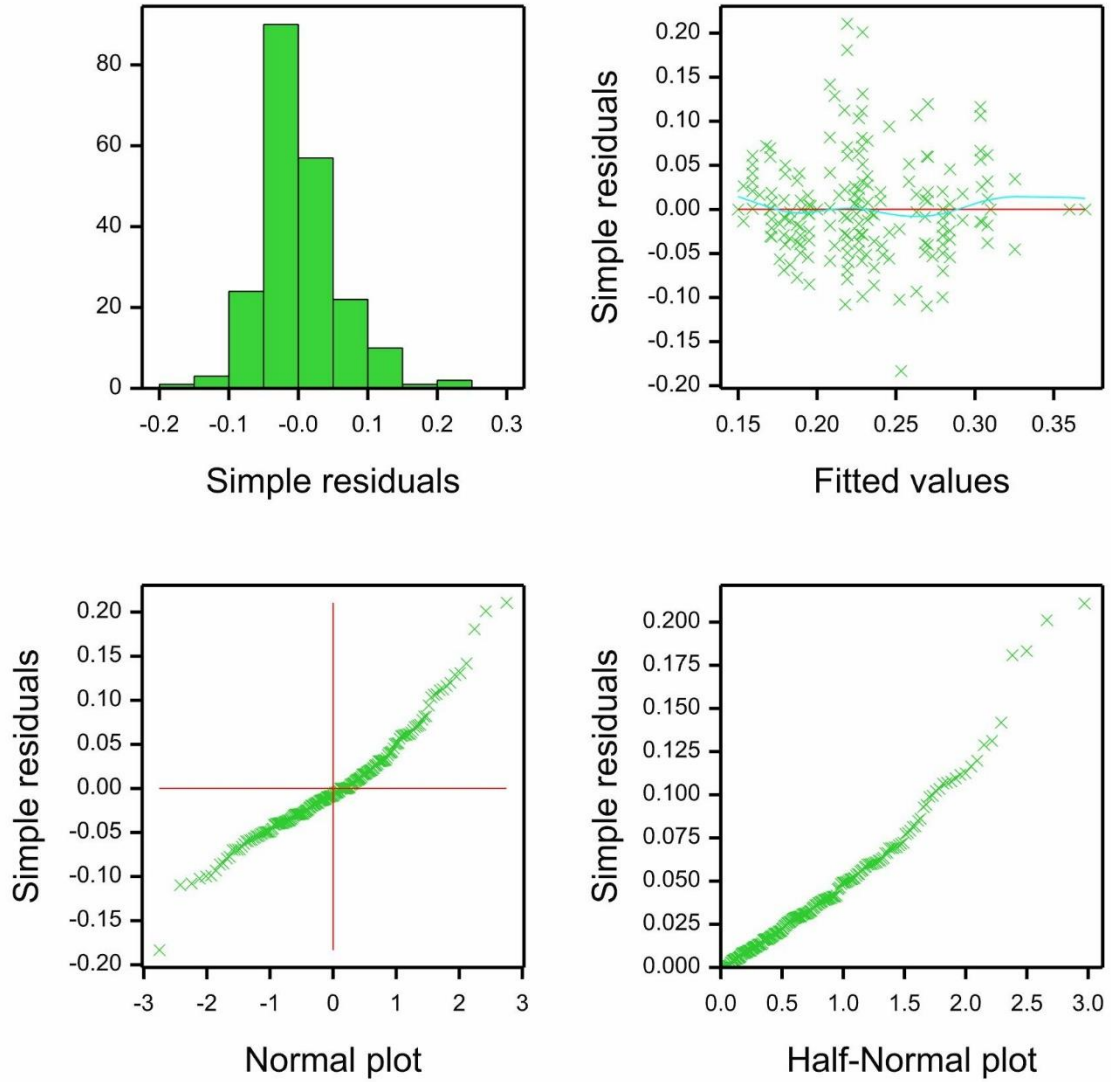 80
60
40
20
0
-0.2 -0.1 -0.0 0.1 0.2 0.3
Simple residuals
Simple residuals
0.20
0.15
0.10
0.05
0.00
-0.05
-0.10
-0.15
-0.20
0.15 0.20 0.25 0.30 0.35
Fitted values
Simple residuals
0.20
0.15
0.10
0.05
0.00
-0.05
-0.10
-0.15
-0.20
-3 -2 -1 0 1 2 3
Normal plot
Simple residuals
0.200
0.175
0.150
0.125
0.100
0.075
0.050
0.025
0.000
0.0 0.5 1.0 1.5 2.0 2.5 3.0
Half-Normal plot